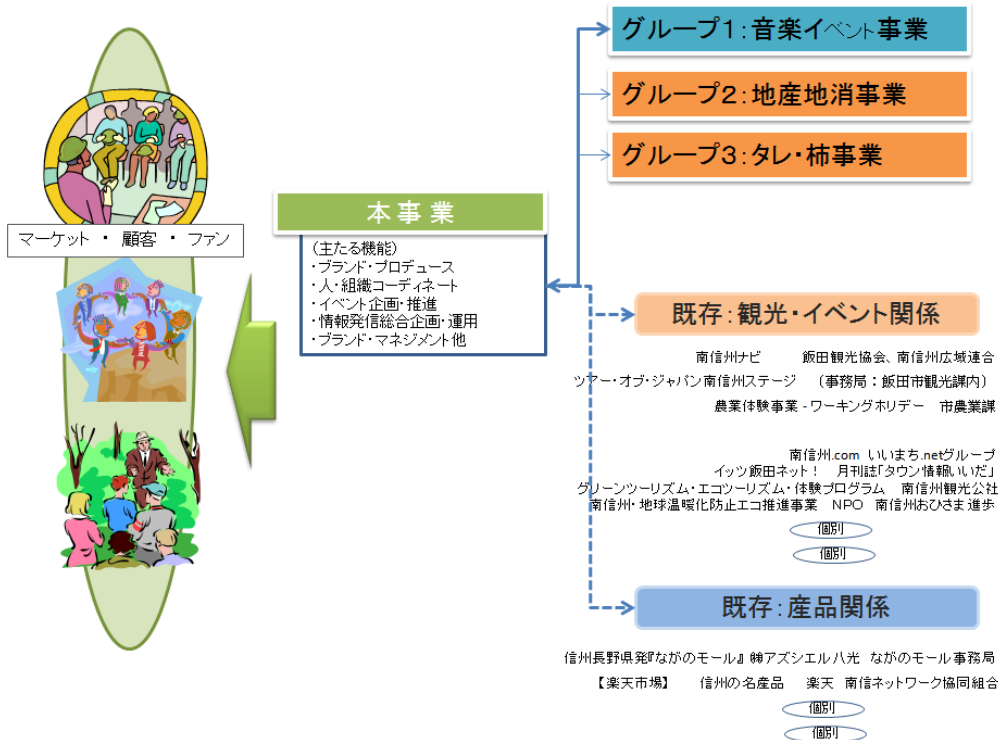 グループ1：音楽イベント事業
グループ2：地産地消事業
グループ3：タレ・柿事業
本事業
マーケット ・ 顧客 ・ ファン
（主たる機能）
・ブランド・プロデュース
・人・組織コーディネート
・イベント企画・推進
・情報発信総合企画・運用
・ブランド・マネジメント他
既存：観光・イベント関係
南信州ナビ 飯田観光協会、南信州広域連合
ツアー・オブ・ジャパン南信州ステージ （事務局：飯田市観光課内）
農業体験事業 - ワーキングホリデー 市農業課
南信州.com いいまち.netグループ
イッツ飯田ネット！ 月刊誌「タウン情報いいだ」
グリーンツーリズム・エコツーリズム・体験プログラム 南信州観光公社
南信州・地球温暖化防止エコ推進事業 NPO 南信州おひさま進歩
個別
個別
既存：産品関係
信州長野県発『ながのモール』 ㈱アズシエル八光 ながのモール事務局
【楽天市場】 信州の名産品 楽天 南信ネットワーク協同組合
個別
個別